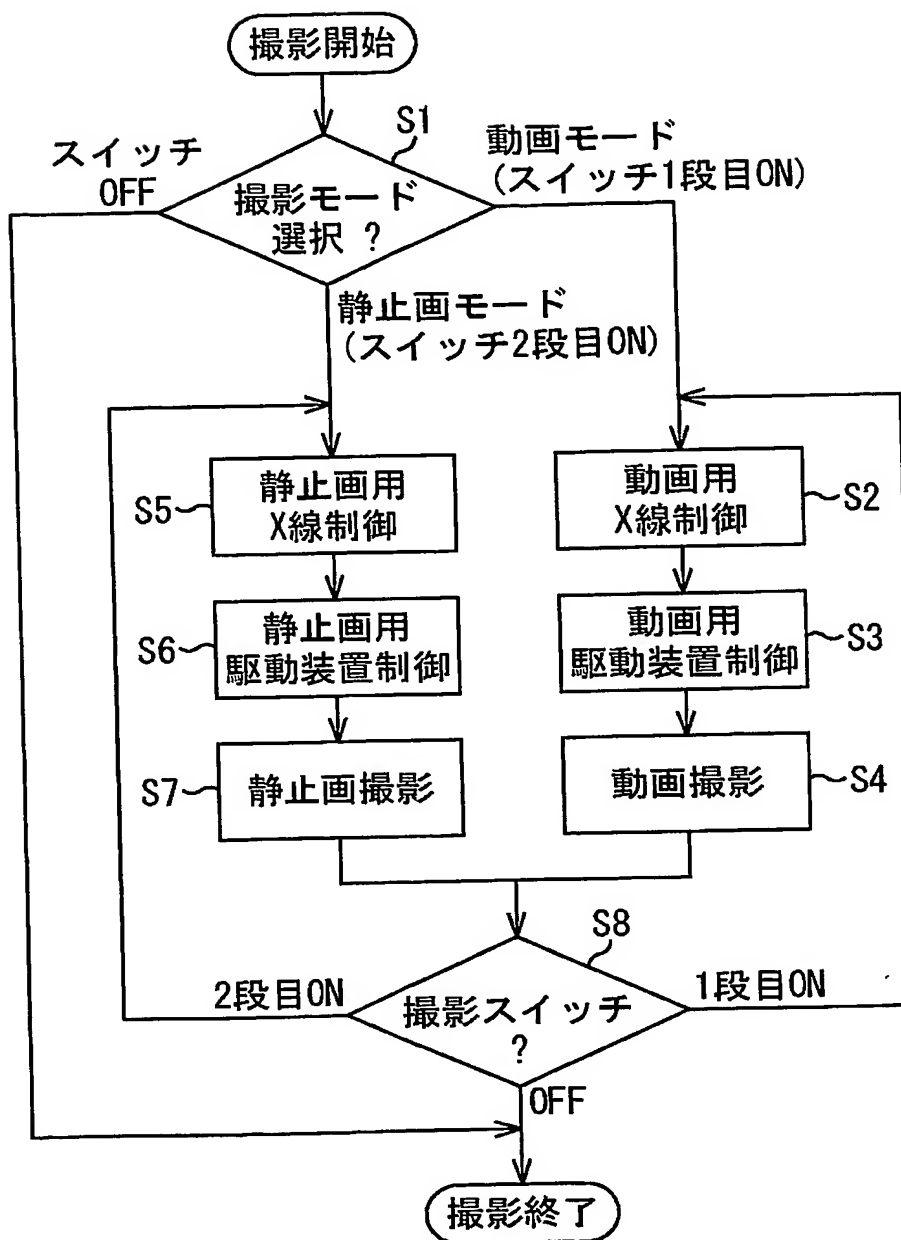 撮影開始
S1
スイッチ
OFF
動画モード
(スイッチ1段目ON)
撮影モード
選択 ?
静止画モード
(スイッチ2段目ON)
S5
静止画用
X線制御
動画用
X線制御
S2
S6
静止画用
駆動装置制御
動画用
駆動装置制御
S3
S7
静止画撮影
動画撮影
S4
S8
2段目ON
1段目ON
撮影スイッチ
?
OFF
撮影終了